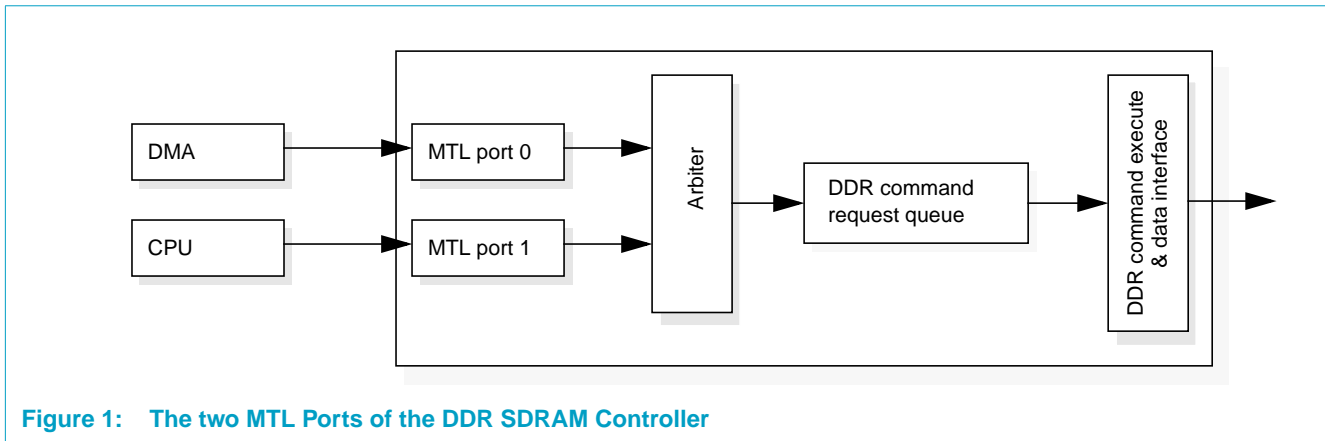 DMA
MTL port 0
CPU
MTL port 1
Arbiter
DDR command
request queue
DDR command execute
& data interface
Figure 1: The two MTL Ports of the DDR SDRAM Controller